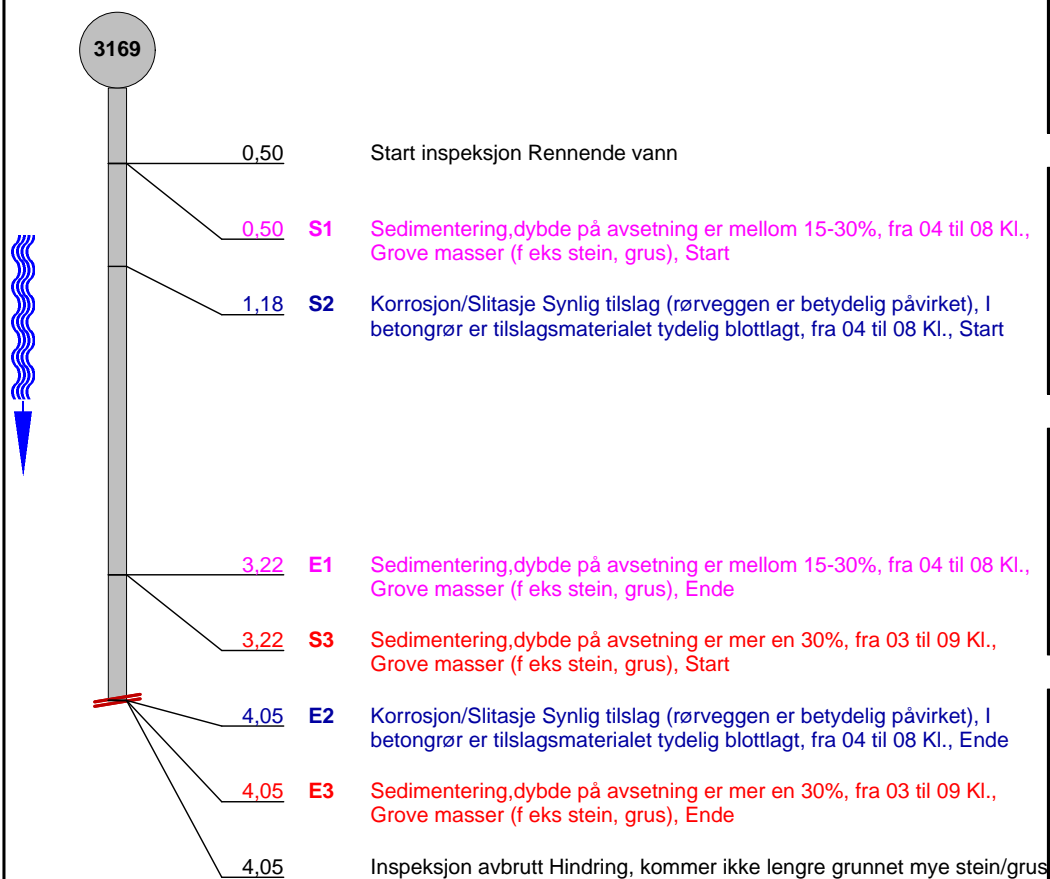 3169
0,50 Start inspeksjon Rennende vann
0,50 S1 Sedimentering,dybde på avsetning er mellom 15-30%, fra 04 til 08 Kl.,
Grove masser (f eks stein, grus), Start
1,18 S2 Korrosjon/Slitasje Synlig tilslag (rørveggen er betydelig påvirket), I
betongrør er tilslagsmaterialet tydelig blottlagt, fra 04 til 08 Kl., Start
3,22 E1 Sedimentering,dybde på avsetning er mellom 15-30%, fra 04 til 08 Kl.,
Grove masser (f eks stein, grus), Ende
3,22 S3 Sedimentering,dybde på avsetning er mer en 30%, fra 03 til 09 Kl.,
Grove masser (f eks stein, grus), Start
4,05 E2 Korrosjon/Slitasje Synlig tilslag (rørveggen er betydelig påvirket), I
betongrør er tilslagsmaterialet tydelig blottlagt, fra 04 til 08 Kl., Ende
4,05 E3 Sedimentering,dybde på avsetning er mer en 30%, fra 03 til 09 Kl.,
Grove masser (f eks stein, grus), Ende
4,05 Inspeksjon avbrutt Hindring, kommer ikke lengre grunnet mye stein/grus